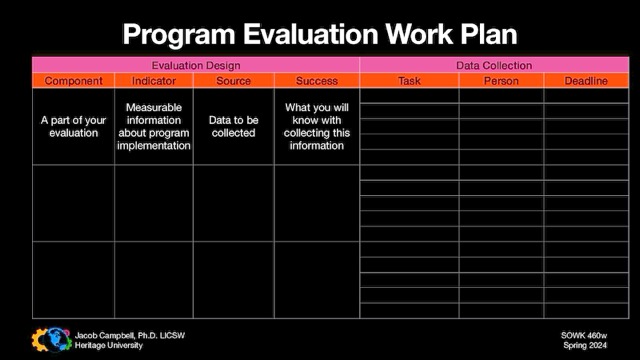 Program Evaluation Work Plan
Evaluation Design
Data Collection
Component
Indicator
Source
Success
Task
Person
Deadline
A part of your
evaluation
Measurable
information
about program
implementation
Data to be
collected
What you will
know with
collecting this
information
Jacob Campbell, Ph.D. LICSW
Heritage University
SOWK 460w
Spring 2024